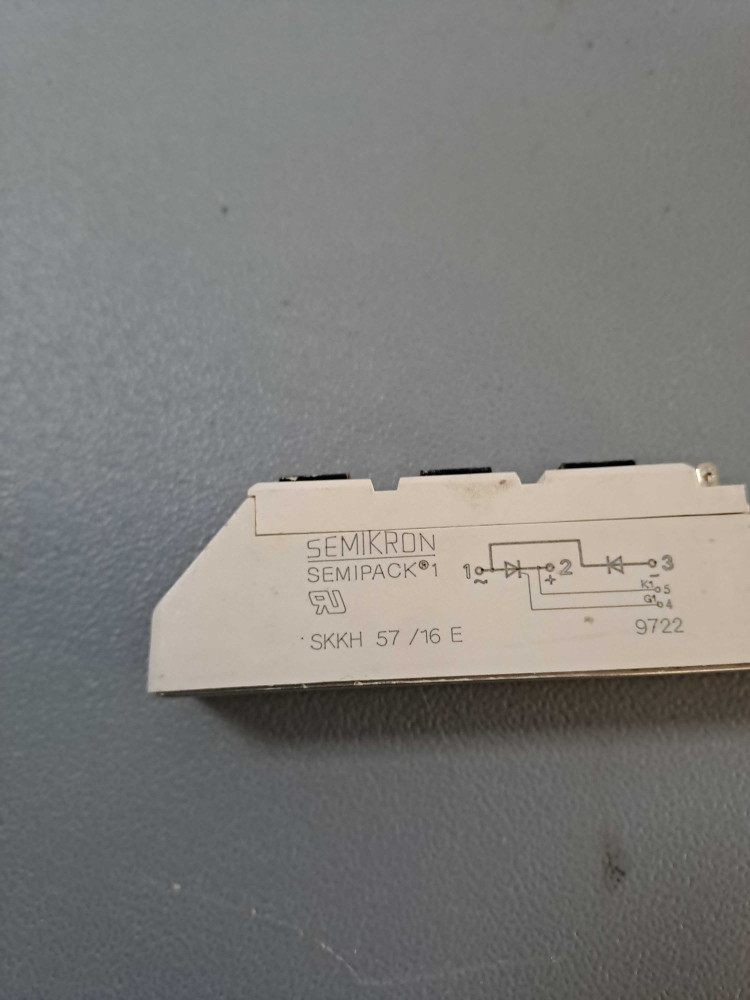 SEMIKRON
SEMIPACK®1
SKKH 57 /16 E
1 ~ 2 + 3 -
K1 5
G1 4
9722